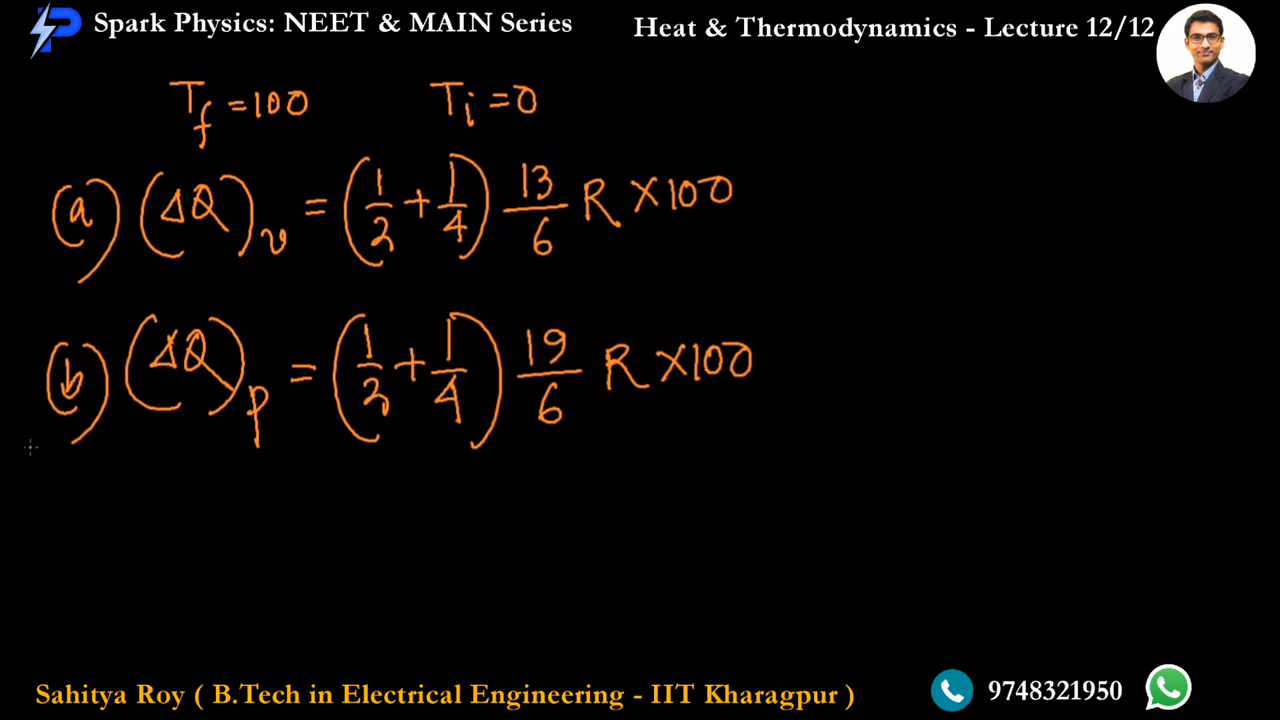 Spark Physics: NEET & MAIN Series
Heat & Thermodynamics - Lecture 12/12
T_f = 100 T_i = 0
(a) (ΔQ)_v = (1/2 + 1/4) 13/6 R × 100
(b) (ΔQ)_p = (1/2 + 1/4) 19/6 R × 100
Sahitya Roy ( B.Tech in Electrical Engineering - IIT Kharagpur )
9748321950